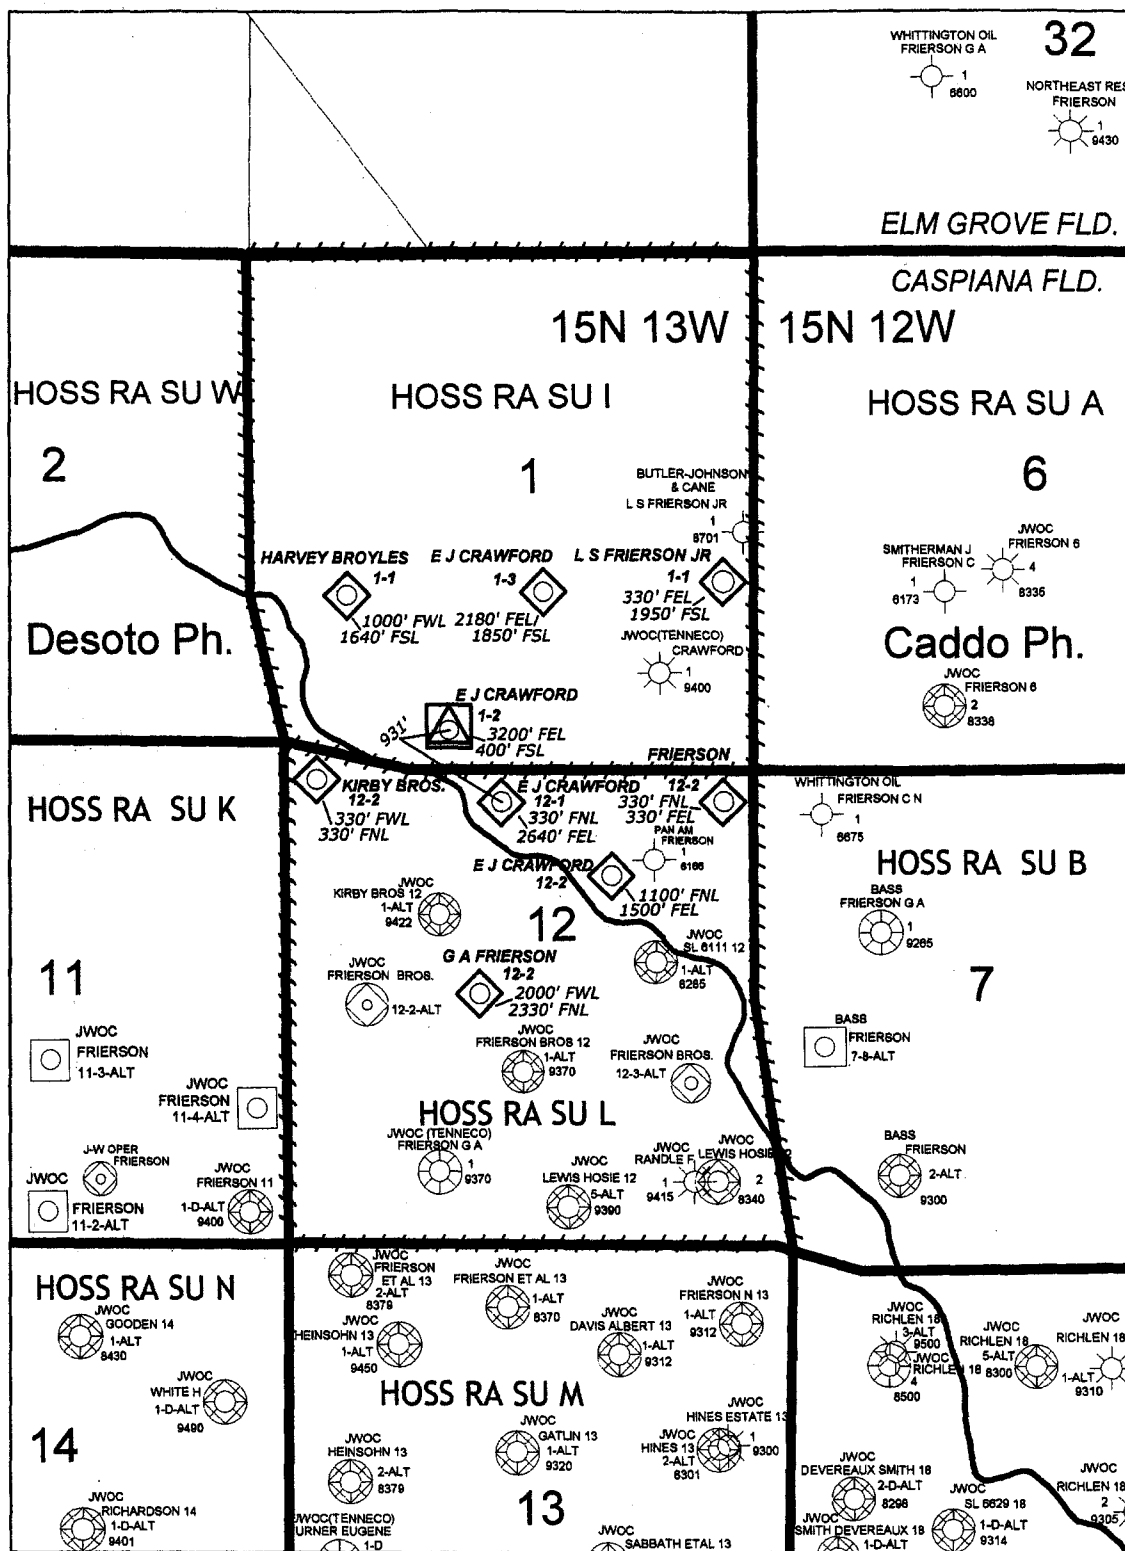 WHITTINGTON OIL
FRIERSON G A
1
6600
32
NORTHEAST RES
FRIERSON
1
9430
ELM GROVE FLD.
CASPIANA FLD.
15N 13W
15N 12W
HOSS RA SU W
HOSS RA SU I
HOSS RA SU A
2
1
6
BUTLER-JOHNSON
& CANE
L S FRIERSON JR
1
8701
JWOC
FRIERSON 6
4
8335
SMITHERMAN J
FRIERSON C
1
6173
HARVEY BROYLES
1-1
1000' FWL
1640' FSL
E J CRAWFORD
1-3
2180' FEL
1850' FSL
L S FRIERSON JR
1-1
330' FEL
1950' FSL
Desoto Ph.
Caddo Ph.
JWOC(TENNECO)
CRAWFORD
1
9400
JWOC
FRIERSON 6
2
8338
E J CRAWFORD
1-2
3200' FEL
400' FSL
931'
FRIERSON
12-2
330' FNL
330' FEL
KIRBY BROS.
12-2
330' FWL
330' FNL
E J CRAWFORD
12-1
330' FNL
2640' FEL
WHITTINGTON OIL
FRIERSON C N
1
6675
HOSS RA SU K
PAN AM
FRIERSON
1
6166
HOSS RA SU B
E J CRAWFORD
12-2
1100' FNL
1500' FEL
JWOC
KIRBY BROS 12
1-ALT
9422
BASS
FRIERSON G A
1
9265
12
JWOC
SL 6111 12
1-ALT
6285
11
7
G A FRIERSON
12-2
2000' FWL
2330' FNL
JWOC
FRIERSON BROS.
12-2-ALT
JWOC
FRIERSON
11-3-ALT
JWOC
FRIERSON BROS 12
1-ALT
9370
JWOC
FRIERSON BROS.
12-3-ALT
BASS
FRIERSON
7-8-ALT
JWOC
FRIERSON
11-4-ALT
HOSS RA SU L
JWOC (TENNECO)
FRIERSON G A
1
9370
J-W OPER
FRIERSON
JWOC
FRIERSON
11-2-ALT
JWOC
FRIERSON 11
1-D-ALT
9400
JWOC
LEWIS HOSIE 12
5-ALT
9390
JWOC
RANDLE F
1
9415
JWOC
LEWIS HOSIE 12
2
8340
BASS
FRIERSON
2-ALT
9300
HOSS RA SU N
JWOC
GOODEN 14
1-ALT
8430
JWOC
FRIERSON
ET AL 13
2-ALT
8379
JWOC
FRIERSON ET AL 13
1-ALT
8370
JWOC
FRIERSON N 13
1-ALT
9312
JWOC
HEINSOHN 13
1-ALT
9450
JWOC
DAVIS ALBERT 13
1-ALT
9312
JWOC
RICHLEN 18
3-ALT
9500
JWOC
RICHLEN 18
4
8500
JWOC
RICHLEN 18
5-ALT
8300
JWOC
RICHLEN 18
1-ALT
9310
JWOC
WHITE H
1-D-ALT
9490
HOSS RA SU M
14
JWOC
HEINSOHN 13
2-ALT
8379
JWOC
GATLIN 13
1-ALT
9320
JWOC
HINES ESTATE 13
1
9300
JWOC
HINES 13
2-ALT
8301
JWOC
DEVEREAUX SMITH 18
2-D-ALT
8298
JWOC
RICHLEN 18
2
9305
JWOC
RICHARDSON 14
1-D-ALT
9401
13
JWOC
SL 6629 18
1-D-ALT
9314
JWOC(TENNECO)
URNER EUGENE
1-D
JWOC
SABBATH ETAL 13
JWOC
SMITH DEVEREAUX 18
1-D-ALT